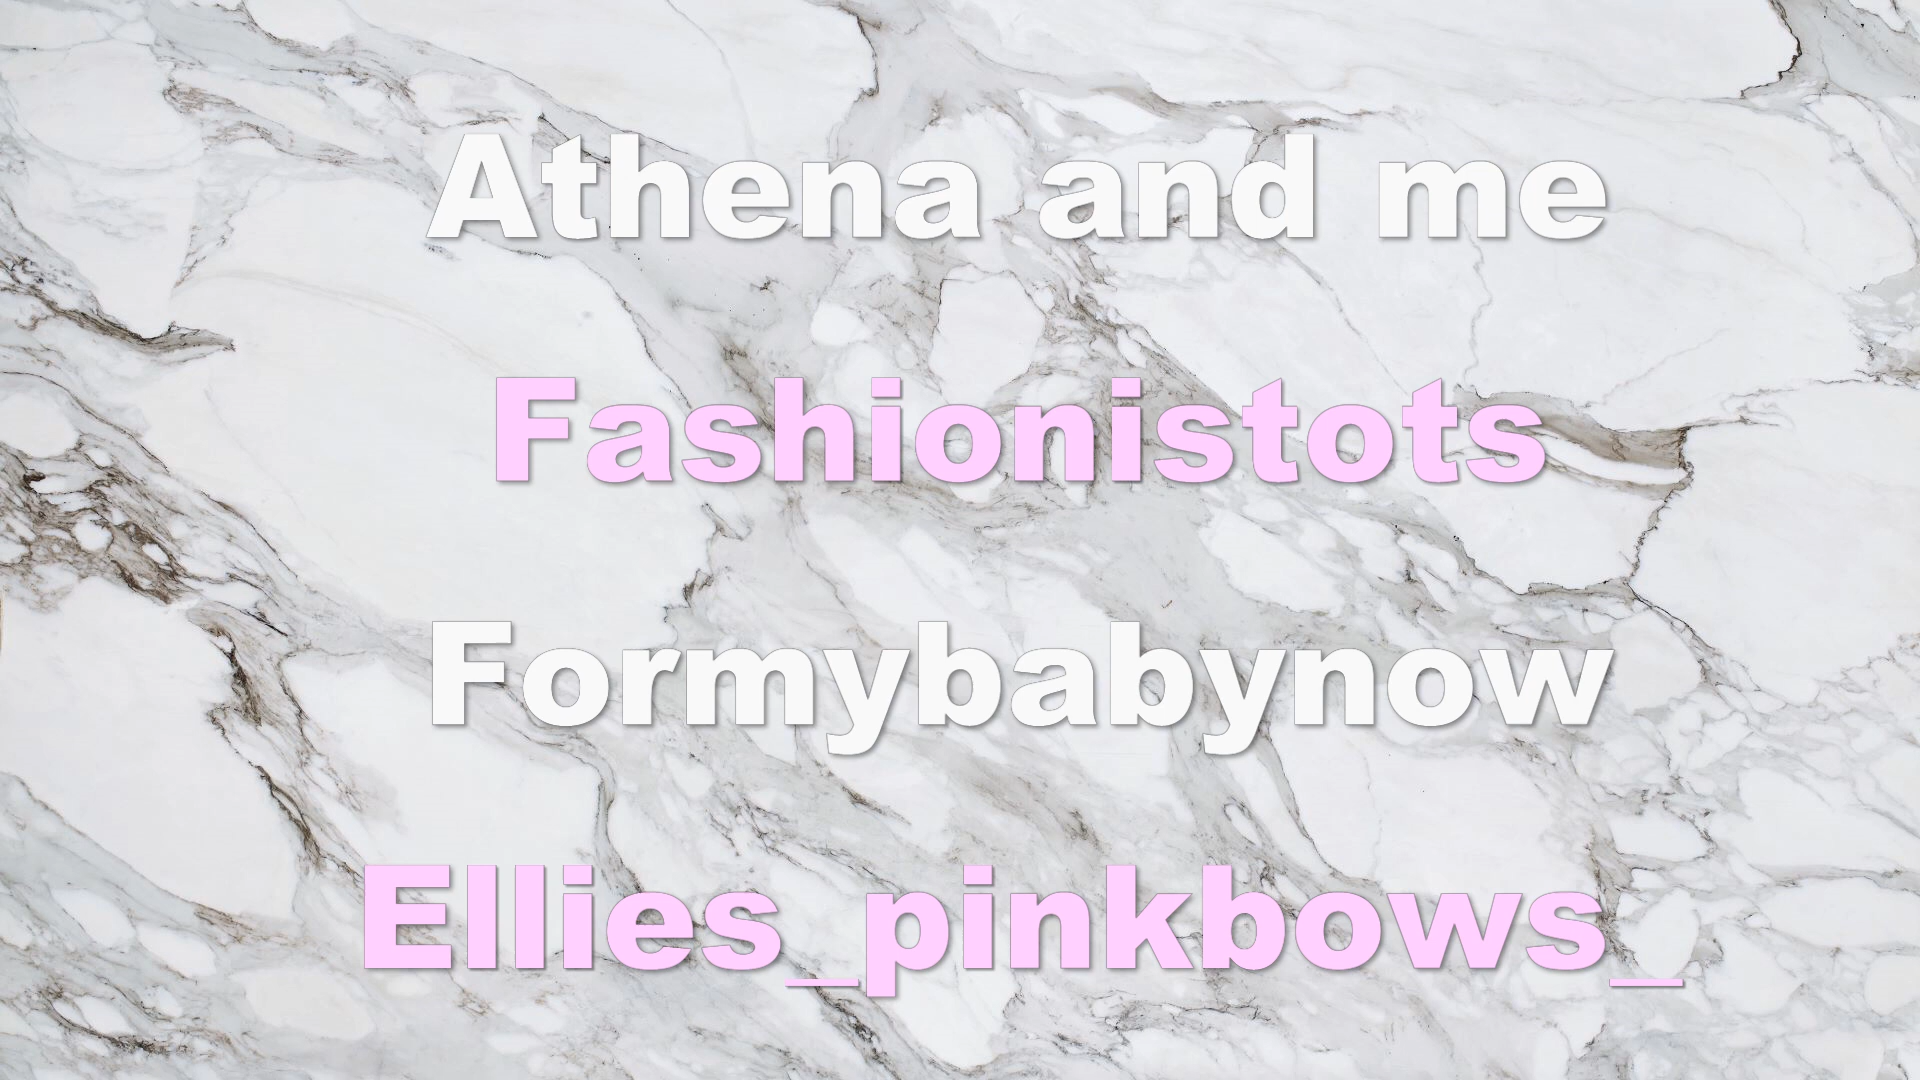 Athena and me
Fashionistots
Formybabynow
Ellies_pinkbows_